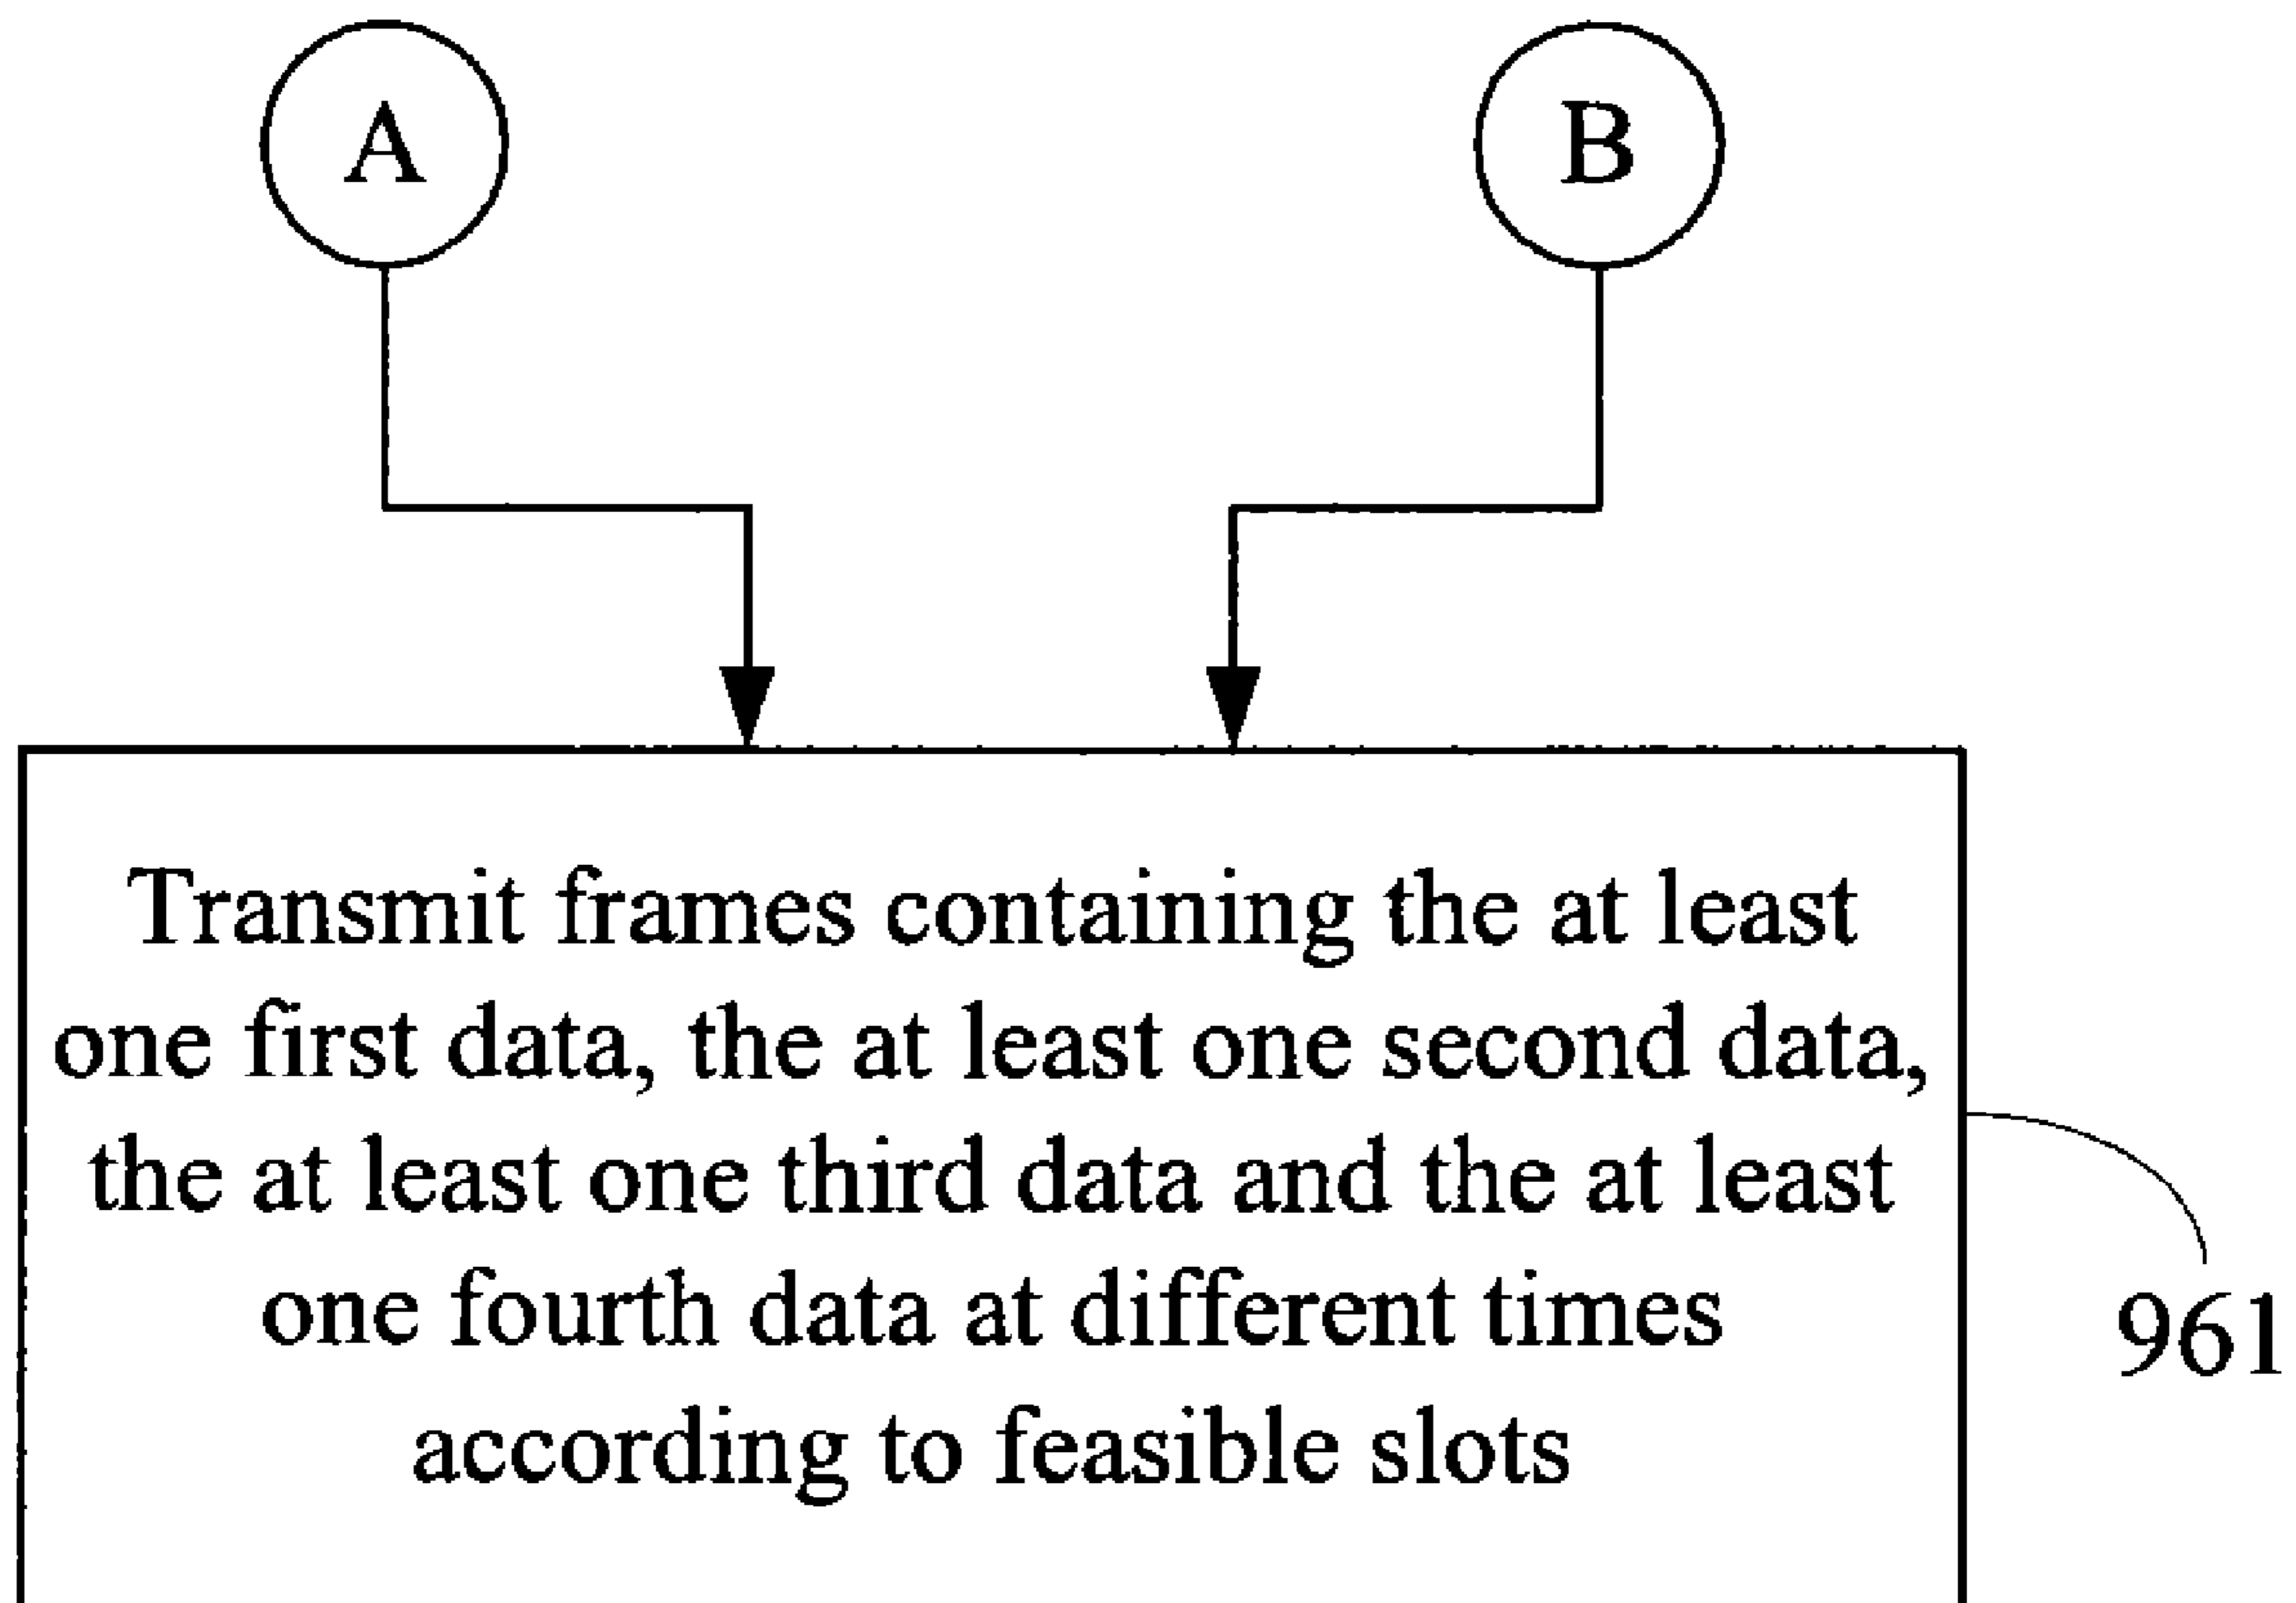 A
B
Transmit frames containing the at least
one first data, the at least one second data,
the at least one third data and the at least
one fourth data at different times
according to feasible slots
961